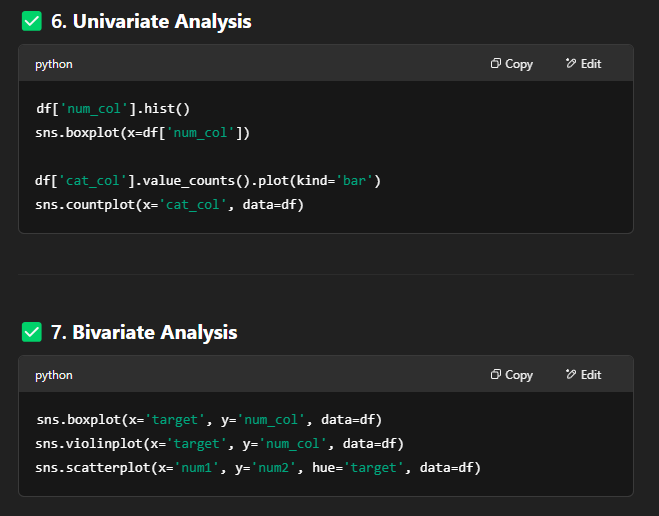 ✅ 6. Univariate Analysis
python
Copy
Edit
df['num_col'].hist()
sns.boxplot(x=df['num_col'])
df['cat_col'].value_counts().plot(kind='bar')
sns.countplot(x='cat_col', data=df)
✅ 7. Bivariate Analysis
python
Copy
Edit
sns.boxplot(x='target', y='num_col', data=df)
sns.violinplot(x='target', y='num_col', data=df)
sns.scatterplot(x='num1', y='num2', hue='target', data=df)